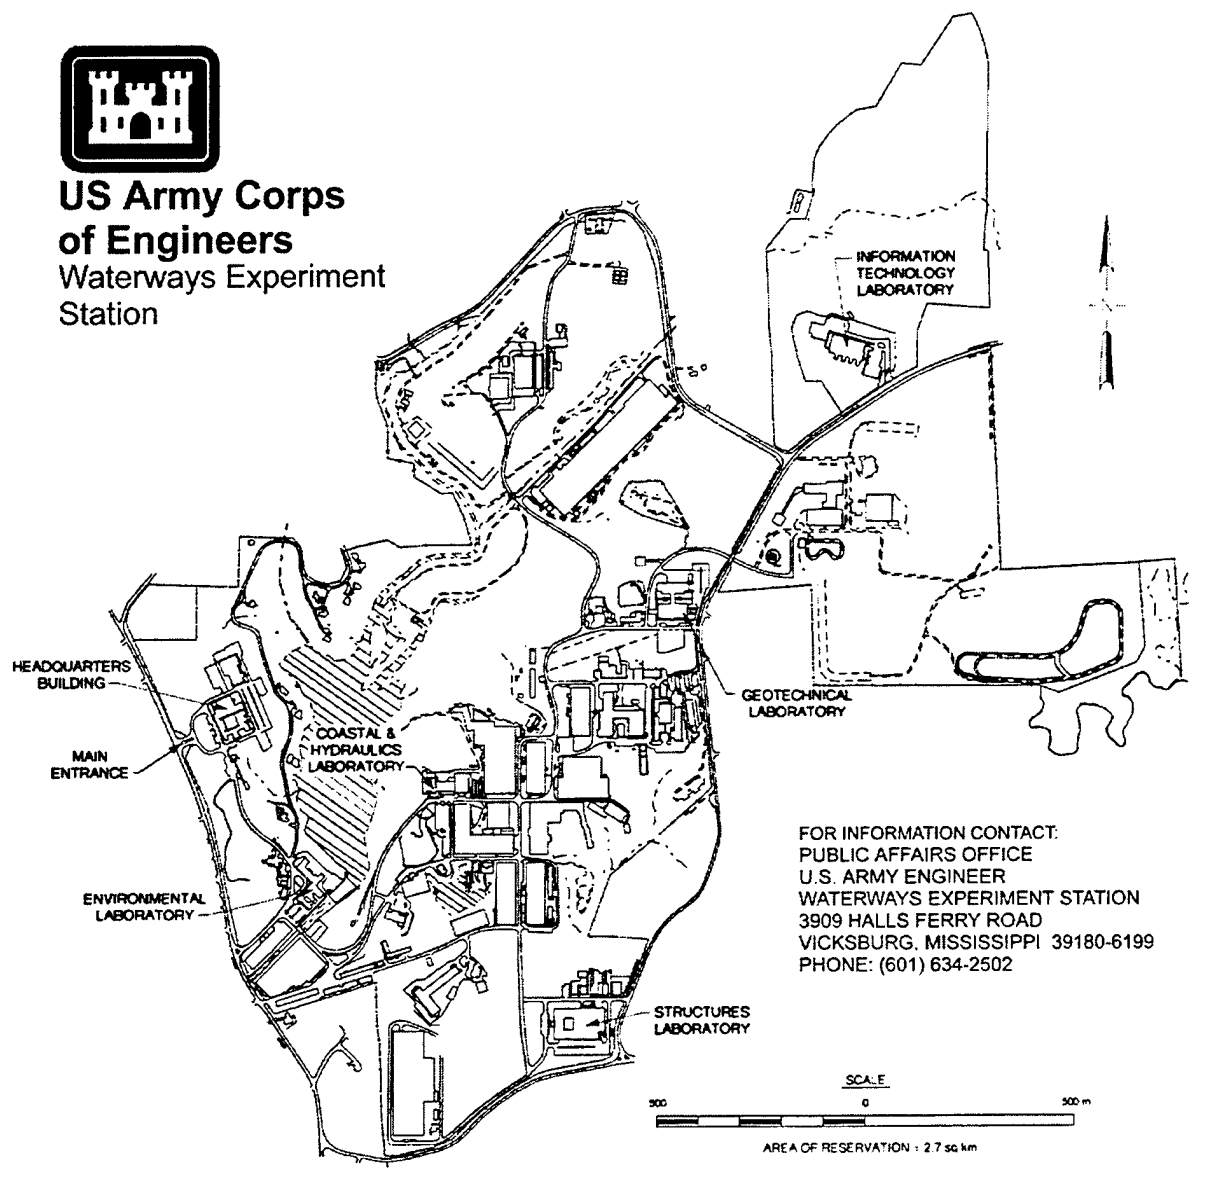 US Army Corps
of Engineers
Waterways Experiment
Station
INFORMATION
TECHNOLOGY
LABORATORY
HEADQUARTERS
BUILDING
MAIN
ENTRANCE
COASTAL &
HYDRAULICS
LABORATORY
GEOTECHNICAL
LABORATORY
ENVIRONMENTAL
LABORATORY
STRUCTURES
LABORATORY
FOR INFORMATION CONTACT:
PUBLIC AFFAIRS OFFICE
U.S. ARMY ENGINEER
WATERWAYS EXPERIMENT STATION
3909 HALLS FERRY ROAD
VICKSBURG, MISSISSIPPI 39180-6199
PHONE: (601) 634-2502
SCALE
500 0 500 m
AREA OF RESERVATION : 2.7 sq km